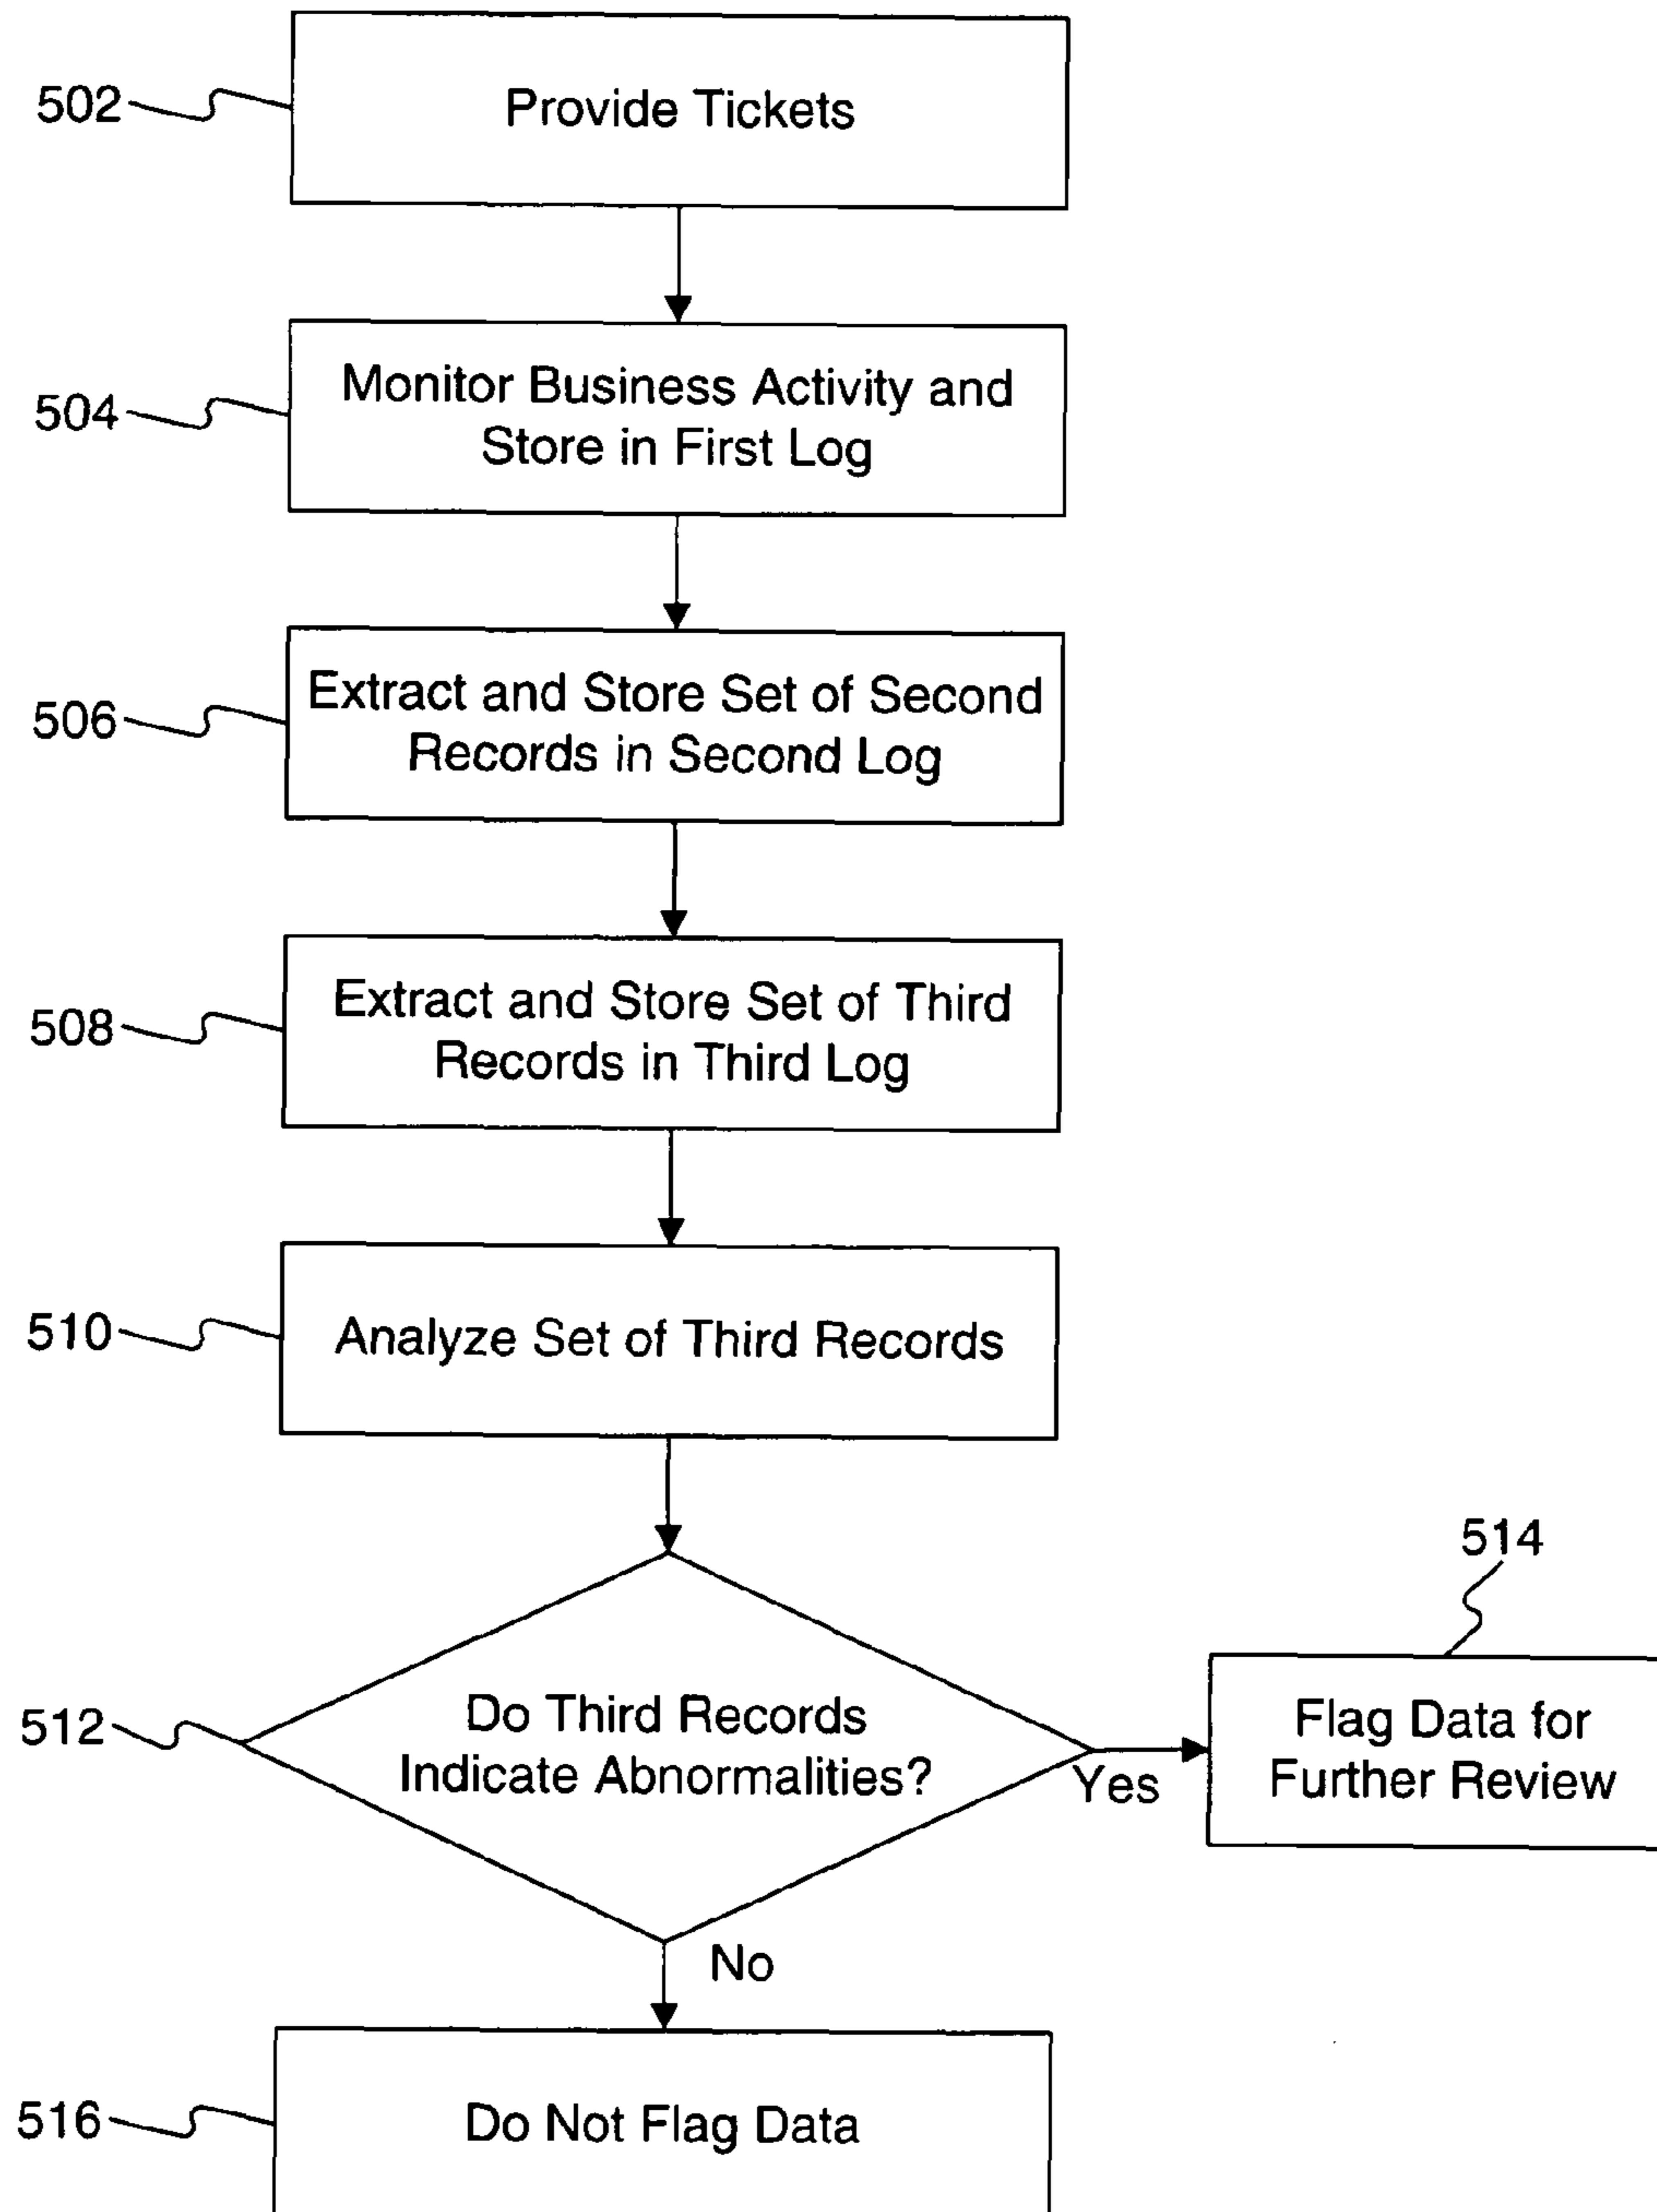 502
Provide Tickets
504
Monitor Business Activity and
Store in First Log
506
Extract and Store Set of Second
Records in Second Log
508
Extract and Store Set of Third
Records in Third Log
510
Analyze Set of Third Records
512
Do Third Records
Indicate Abnormalities?
Yes
514
Flag Data for
Further Review
No
516
Do Not Flag Data